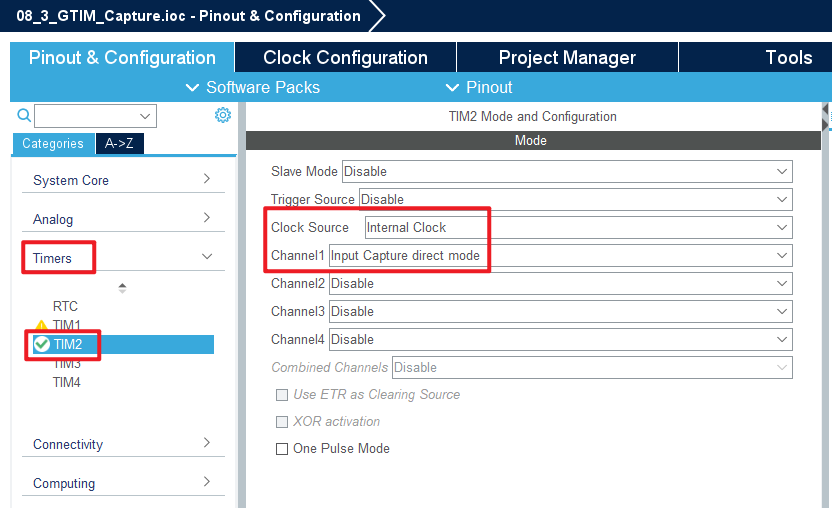 08_3_GTIM_Capture.ioc - Pinout & Configuration
Pinout & Configuration
Clock Configuration
Project Manager
Tools
Software Packs
Pinout
Categories
A->Z
System Core
Analog
Timers
RTC
TIM1
TIM2
TIM3
TIM4
Connectivity
Computing
TIM2 Mode and Configuration
Mode
Slave Mode Disable
Trigger Source Disable
Clock Source Internal Clock
Channel1 Input Capture direct mode
Channel2 Disable
Channel3 Disable
Channel4 Disable
Combined Channels Disable
Use ETR as Clearing Source
XOR activation
One Pulse Mode